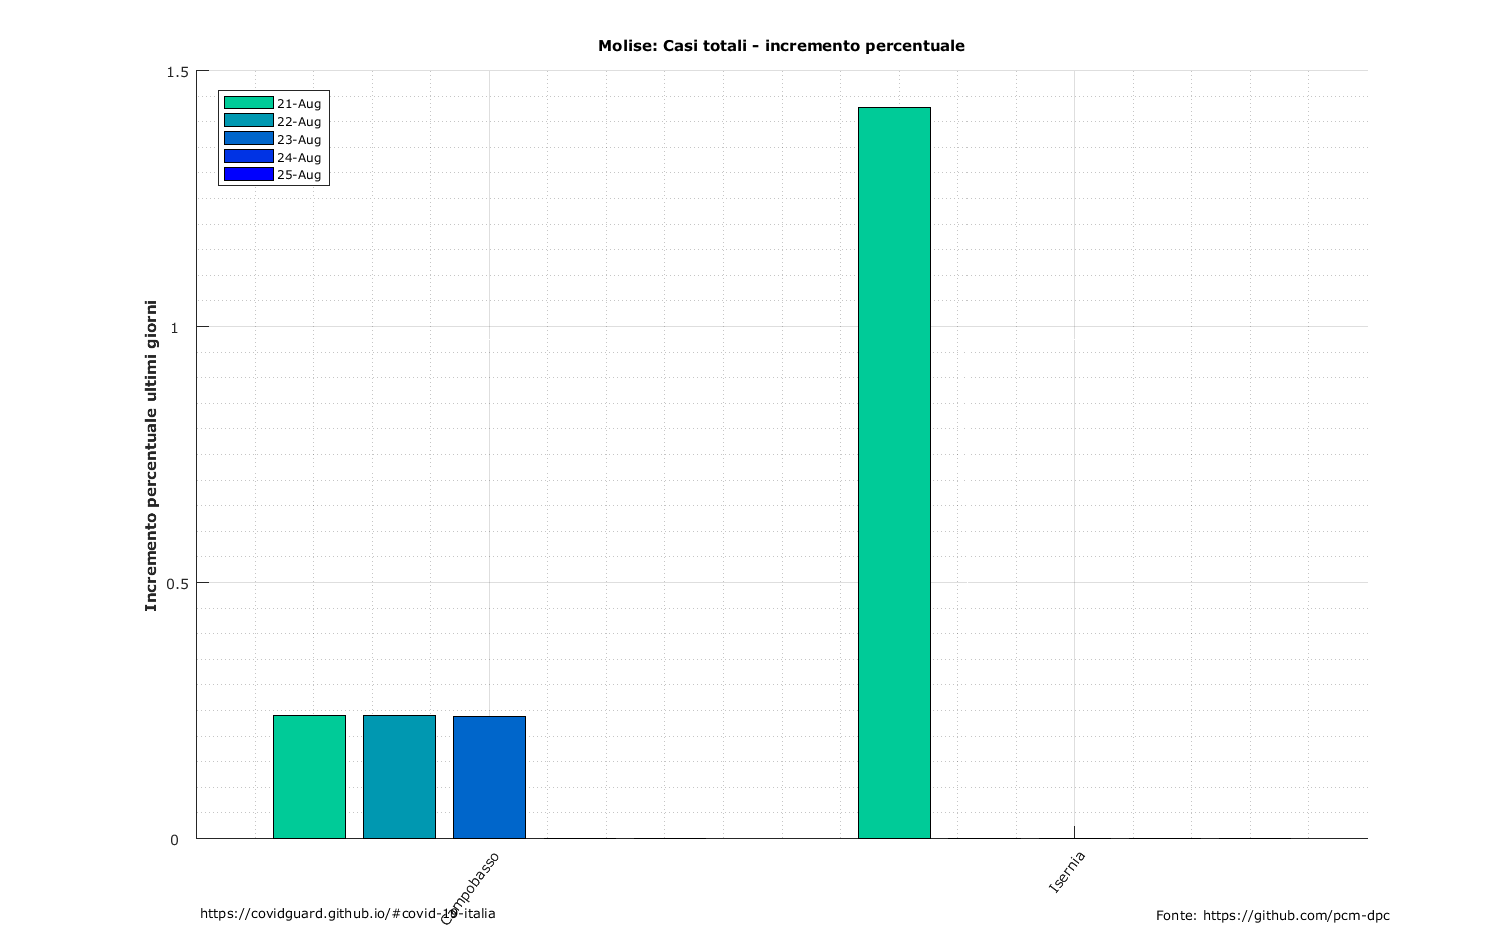 Molise: Casi totali - incremento percentuale
1.5
21-Aug
22-Aug
23-Aug
24-Aug
25-Aug
Incremento percentuale ultimi giorni
1
0.5
0
Campobasso
Isernia
https://covidguard.github.io/#covid-19-italia
Fonte: https://github.com/pcm-dpc